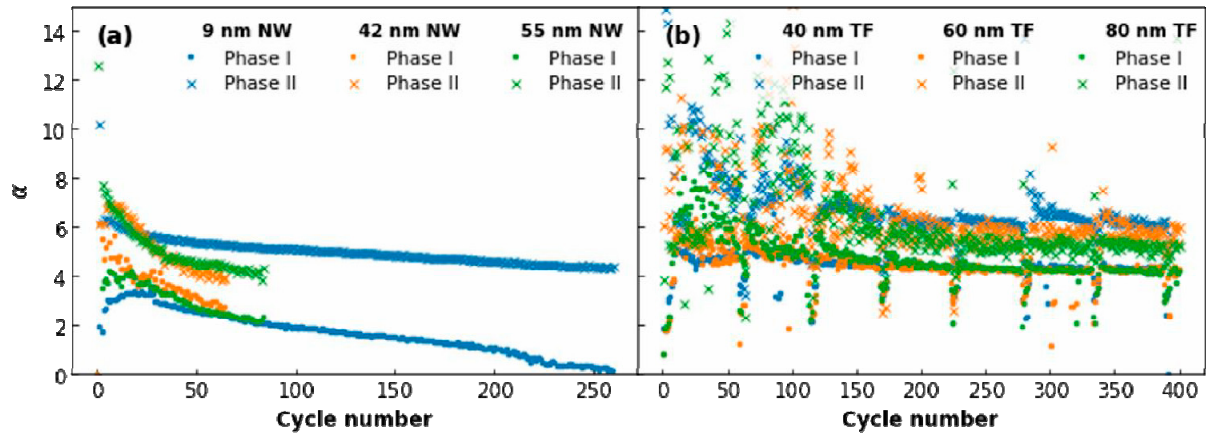 14
12
10
8
6
4
2
0
α
(a)
9 nm NW 42 nm NW 55 nm NW
Phase I Phase I Phase I
Phase II Phase II Phase II
0 50 100 150 200 250
Cycle number
(b)
40 nm TF 60 nm TF 80 nm TF
Phase I Phase I Phase I
Phase II Phase II Phase II
0 50 100 150 200 250 300 350 400
Cycle number